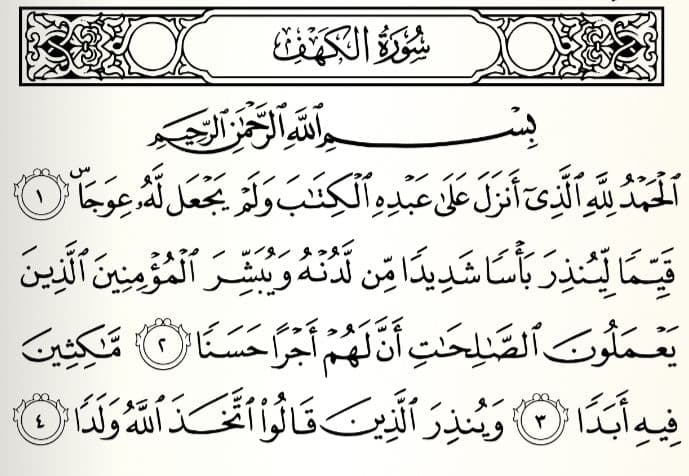 سُورَةُ الكَهْفِ
بِسْمِ ٱللَّهِ ٱلرَّحْمَٰنِ ٱلرَّحِيمِ
ٱلْحَمْدُ لِلَّهِ ٱلَّذِىٓ أَنزَلَ عَلَىٰ عَبْدِهِ ٱلْكِتَٰبَ وَلَمْ يَجْعَل لَّهُۥ عِوَجَاۜ ١
قَيِّمًا لِّيُنذِرَ بَأْسًا شَدِيدًا مِّن لَّدُنْهُ وَيُبَشِّرَ ٱلْمُؤْمِنِينَ ٱلَّذِينَ
يَعْمَلُونَ ٱلصَّٰلِحَٰتِ أَنَّ لَهُمْ أَجْرًا حَسَنًا ٢ مَّٰكِثِينَ
فِيهِ أَبَدًا ٣ وَيُنذِرَ ٱلَّذِينَ قَالُوا۟ ٱتَّخَذَ ٱللَّهُ وَلَدًا ٤